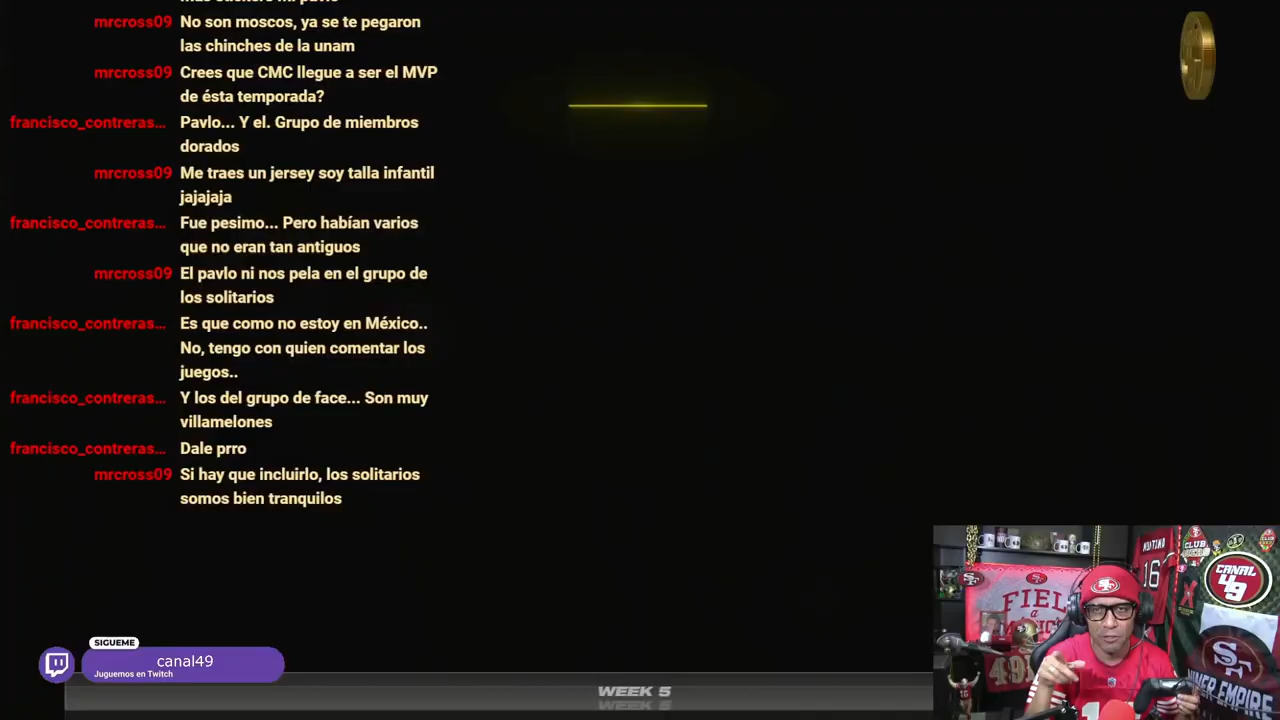 mrcross09 No son moscos, ya se te pegaron
las chinches de la unam
mrcross09 Crees que CMC llegue a ser el MVP
de ésta temporada?
francisco_contreras... Pavlo... Y el. Grupo de miembros
dorados
mrcross09 Me traes un jersey soy talla infantil
jajajaja
francisco_contreras... Fue pesimo... Pero habían varios
que no eran tan antiguos
mrcross09 El pavlo ni nos pela en el grupo de
los solitarios
francisco_contreras... Es que como no estoy en México..
No, tengo con quien comentar los
juegos..
francisco_contreras... Y los del grupo de face... Son muy
villamelones
francisco_contreras... Dale prro
mrcross09 Si hay que incluirlo, los solitarios
somos bien tranquilos
SIGUEME
canal49
Juguemos en Twitch
WEEK 5
FIEL
a
49
16
CANAL
49
SF
EMPIRE